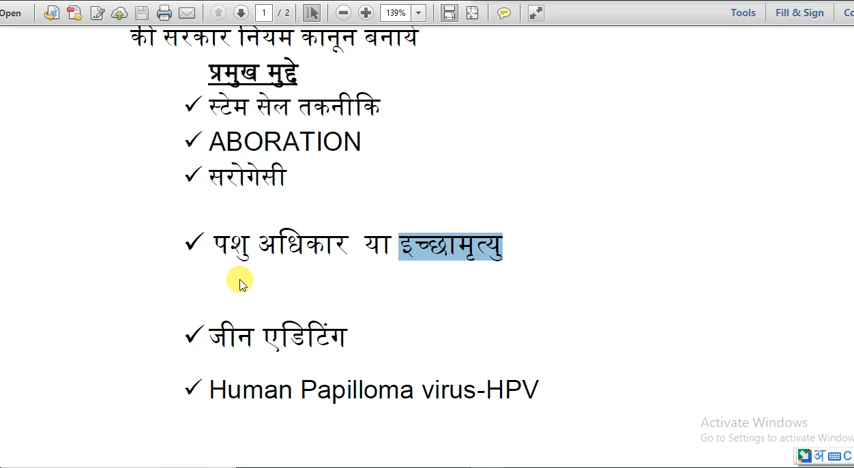 Open
1 / 2
139%
Tools
Fill & Sign
की सरकार नियम कानून बनाये
प्रमुख मुद्दे
✓ स्टेम सेल तकनीकि
✓ ABORATION
✓ सरोगेसी
✓ पशु अधिकार या इच्छामृत्यु
✓ जीन एडिटिंग
✓ Human Papilloma virus-HPV
Activate Windows
Go to Settings to activate Window
अ